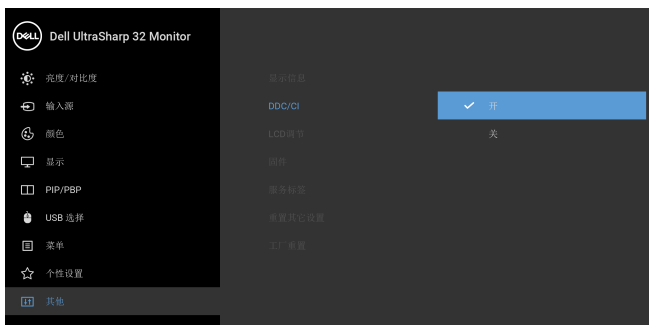 DELL Dell UltraSharp 32 Monitor
亮度/对比度
显示信息
输入源
DDC/CI
开
颜色
LCD调节
关
显示
固件
PIP/PBP
服务标签
USB 选择
重置其它设置
菜单
工厂重置
个性设置
其他